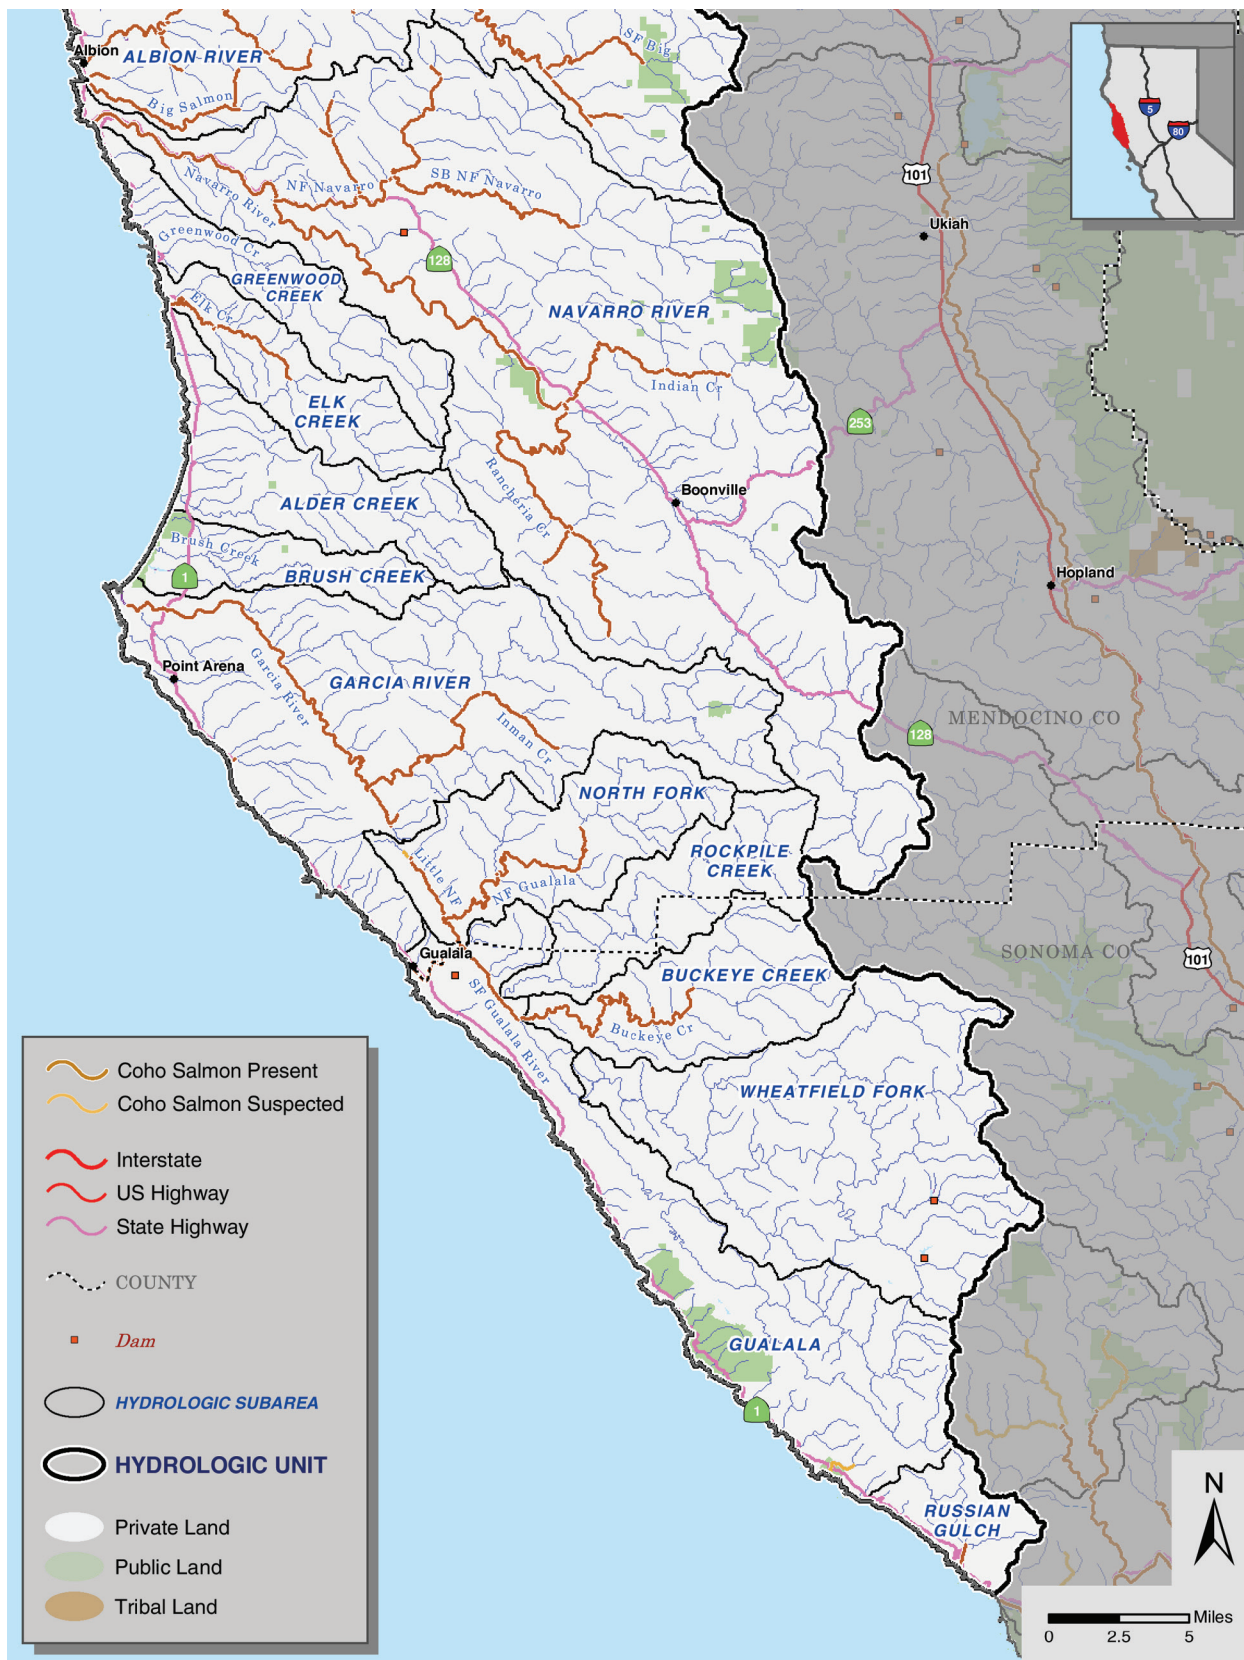 Albion
ALBION RIVER
SF Big
Big Salmon
5
80
101
Ukiah
Navarro River
NF Navarro
SB NF Navarro
Greenwood Cr
128
GREENWOOD
CREEK
Elk Cr
NAVARRO RIVER
Indian Cr
ELK
CREEK
253
Rancheria Cr
Boonville
ALDER CREEK
Brush Creek
BRUSH CREEK
1
Hopland
Point Arena
Garcia River
GARCIA RIVER
Inman Cr
MENDOCINO CO
128
NORTH FORK
ROCKPILE
CREEK
Little NF
NF Gualala
SONOMA CO
101
Gualala
BUCKEYE CREEK
SF Gualala River
Buckeye Cr
WHEATFIELD FORK
GUALALA
1
RUSSIAN
GULCH
Coho Salmon Present
Coho Salmon Suspected
Interstate
US Highway
State Highway
COUNTY
Dam
HYDROLOGIC SUBAREA
HYDROLOGIC UNIT
Private Land
Public Land
Tribal Land
N
Miles
0 2.5 5